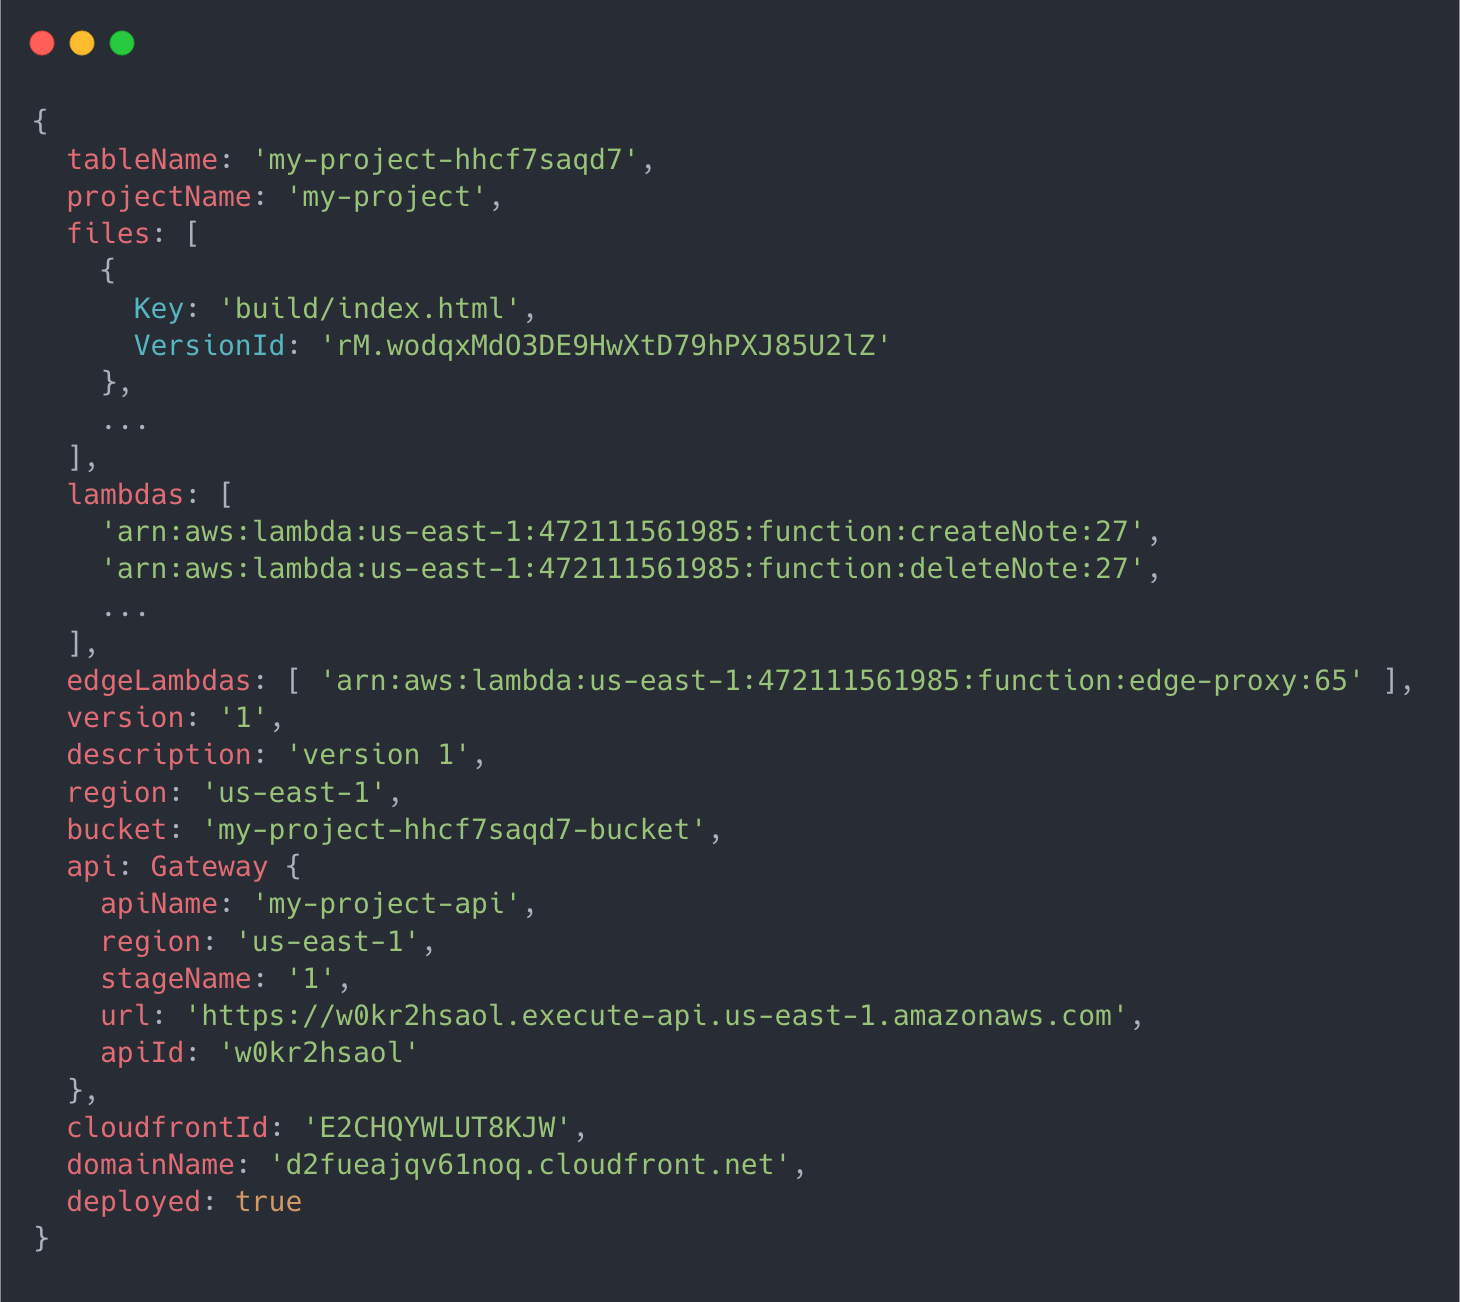 {
  tableName: 'my-project-hhcf7saqd7',
  projectName: 'my-project',
  files: [
    {
      Key: 'build/index.html',
      VersionId: 'rM.wodqxMdO3DE9HwXtD79hPXJ85U2lZ'
    },
    ...
  ],
  lambdas: [
    'arn:aws:lambda:us-east-1:472111561985:function:createNote:27',
    'arn:aws:lambda:us-east-1:472111561985:function:deleteNote:27',
    ...
  ],
  edgeLambdas: [ 'arn:aws:lambda:us-east-1:472111561985:function:edge-proxy:65' ],
  version: '1',
  description: 'version 1',
  region: 'us-east-1',
  bucket: 'my-project-hhcf7saqd7-bucket',
  api: Gateway {
    apiName: 'my-project-api',
    region: 'us-east-1',
    stageName: '1',
    url: 'https://w0kr2hsaol.execute-api.us-east-1.amazonaws.com',
    apiId: 'w0kr2hsaol'
  },
  cloudfrontId: 'E2CHQYWLUT8KJW',
  domainName: 'd2fueajqv61noq.cloudfront.net',
  deployed: true
}